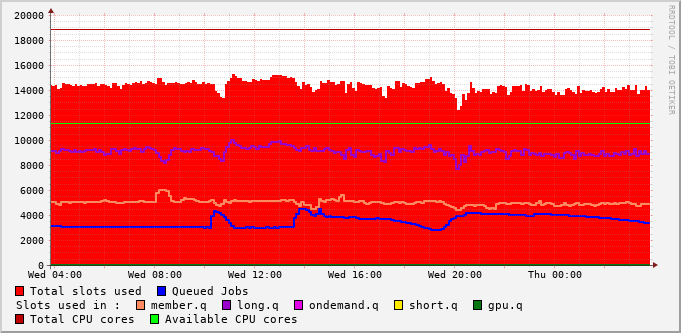 RRDTOOL / TOBI OETIKER
20000
18000
16000
14000
12000
10000
8000
6000
4000
2000
0
Wed 04:00 Wed 08:00 Wed 12:00 Wed 16:00 Wed 20:00 Thu 00:00
Total slots used Queued Jobs
Slots used in : member.q long.q ondemand.q short.q gpu.q
Total CPU cores Available CPU cores